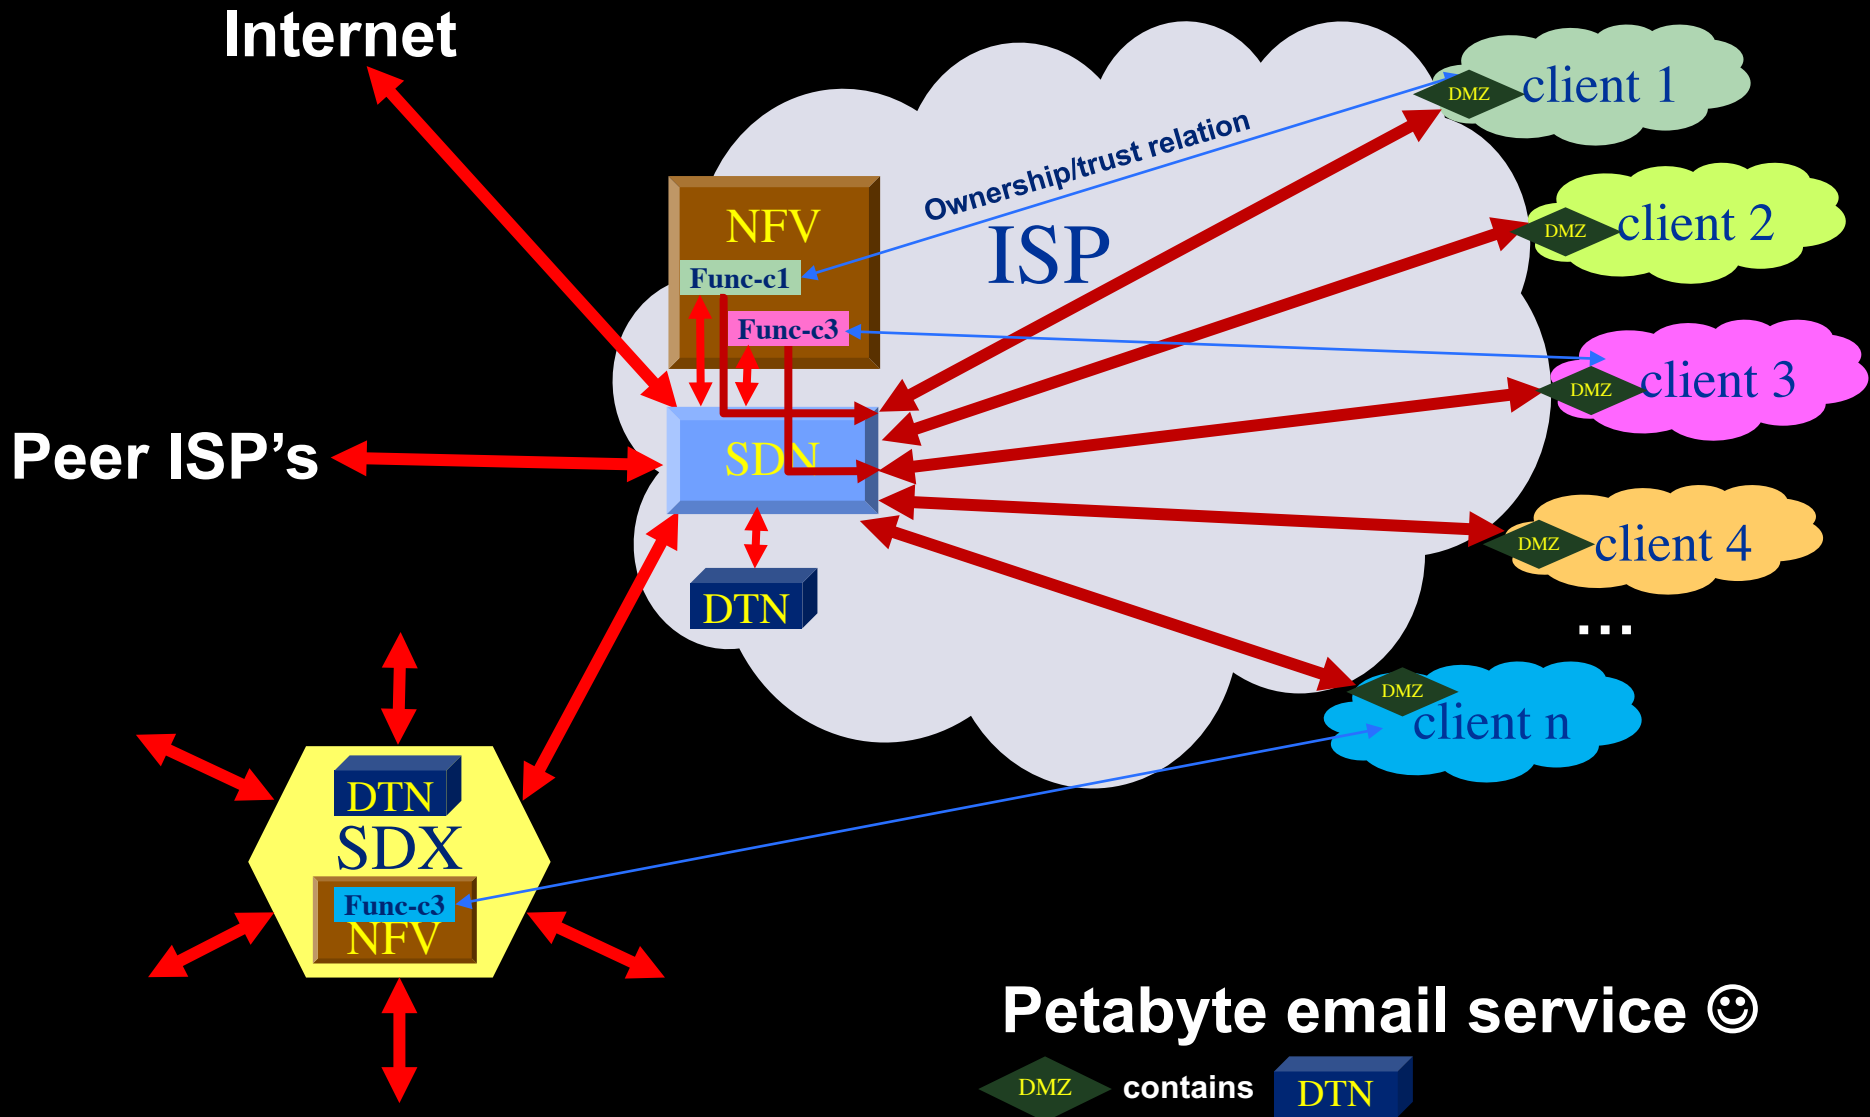 Internet
DMZ
client 1
Ownership/trust relation
NFV
ISP
DMZ
client 2
Func-c1
Func-c3
DMZ
client 3
Peer ISP’s
SDN
DMZ
client 4
DTN
...
DMZ
client n
DTN
SDX
Func-c3
NFV
Petabyte email service ☺
DMZ contains DTN